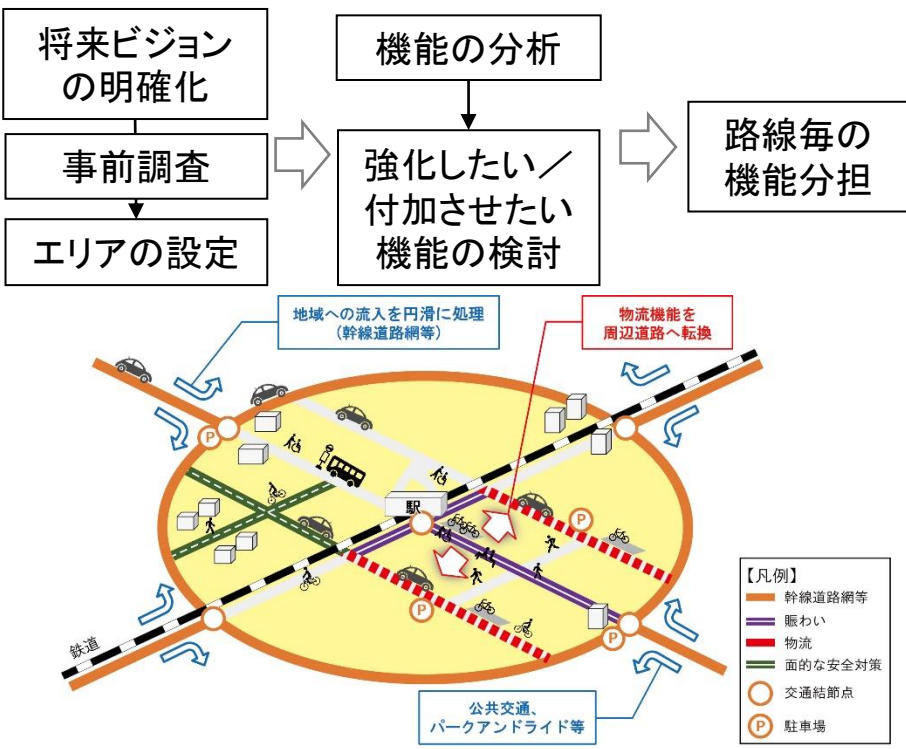 将来ビジョン
の明確化
事前調査
エリアの設定
機能の分析
強化したい／
付加させたい
機能の検討
路線毎の
機能分担
地域への流入を円滑に処理
(幹線道路網等)
物流機能を
周辺道路へ転換
P
駅
P
P
P
鉄道
公共交通、
パークアンドライド等
【凡例】
幹線道路網等
賑わい
物流
面的な安全対策
交通結節点
P 駐車場